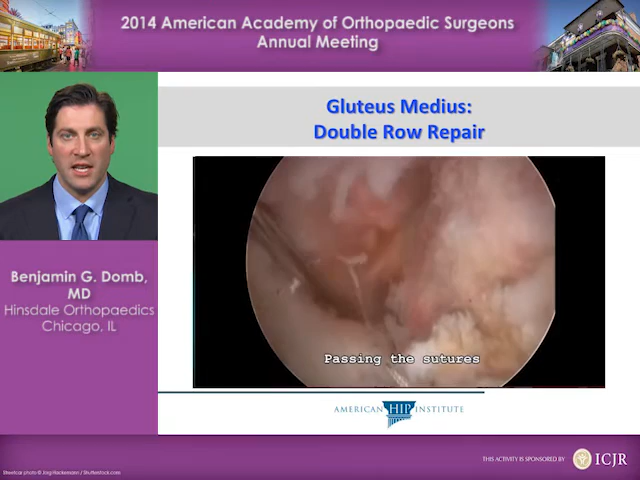 2014 American Academy of Orthopaedic Surgeons
Annual Meeting
Gluteus Medius:
Double Row Repair
Benjamin G. Domb,
MD
Hinsdale Orthopaedics
Chicago, IL
Passing the sutures
AMERICAN HIP INSTITUTE
THIS ACTIVITY IS SPONSORED BY
ICJR
Streetcar photo © Jorg Hackemann / Shutterstock.com